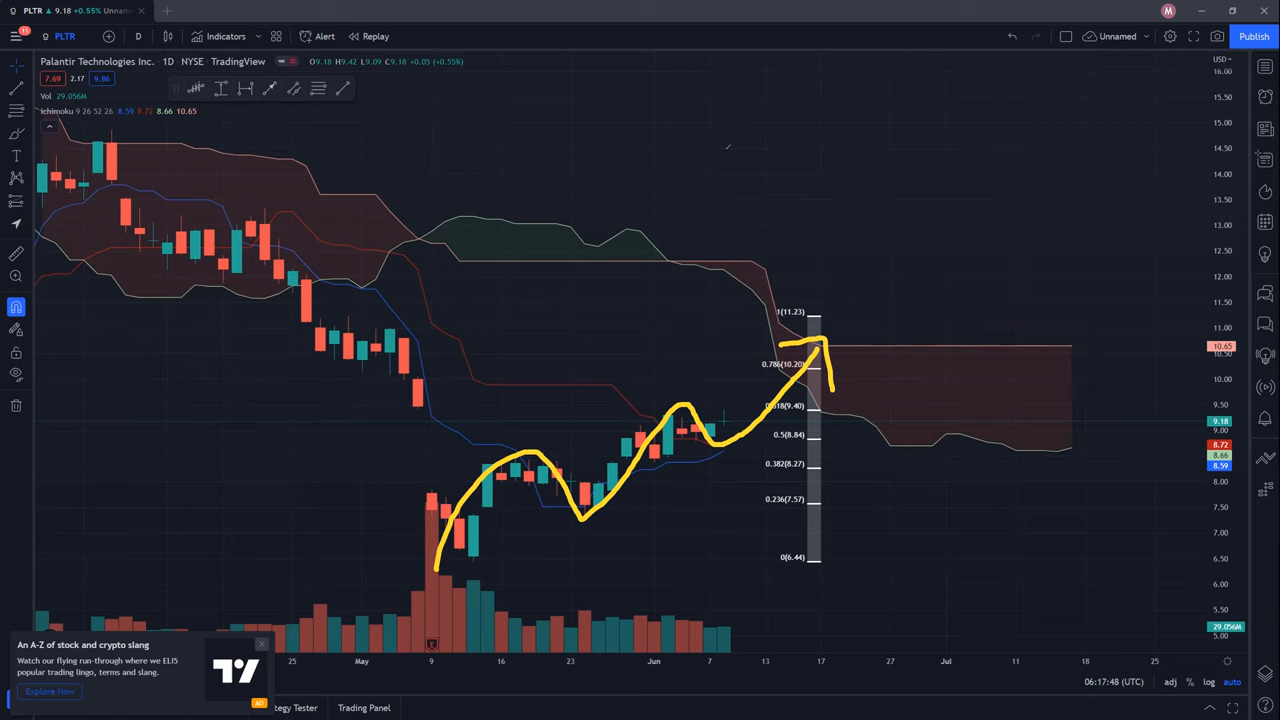 PLTR ▲ 9.18 +0.55% Unnam
M
11
PLTR
D
Indicators
Alert
Replay
Unnamed
Publish
Palantir Technologies Inc. · 1D · NYSE · TradingView
O9.18 H9.42 L9.09 C9.18 +0.05 (+0.55%)
7.69 2.17 9.86
Vol 29.056M
Ichimoku 9 26 52 26 8.59 8.72 8.66 10.65
USD
16.00
15.50
15.00
14.50
14.00
13.50
13.00
12.50
12.00
11.50
11.00
10.65
10.50
10.00
9.50
9.18
9.00
8.72
8.66
8.59
8.00
7.50
7.00
6.50
6.00
5.50
29.056M
5.00
1(11.23)
0.786(10.20)
0.618(9.40)
0.5(8.84)
0.382(8.27)
0.236(7.57)
0(6.44)
E
25 May 9 16 23 Jun 7 13 17 27 Jul 11 18 25
An A-Z of stock and crypto slang
Watch our flying run-through where we ELI5
popular trading lingo, terms and slang.
Explore Now
AD
06:17:48 (UTC)
adj % log auto
tegy Tester
Trading Panel